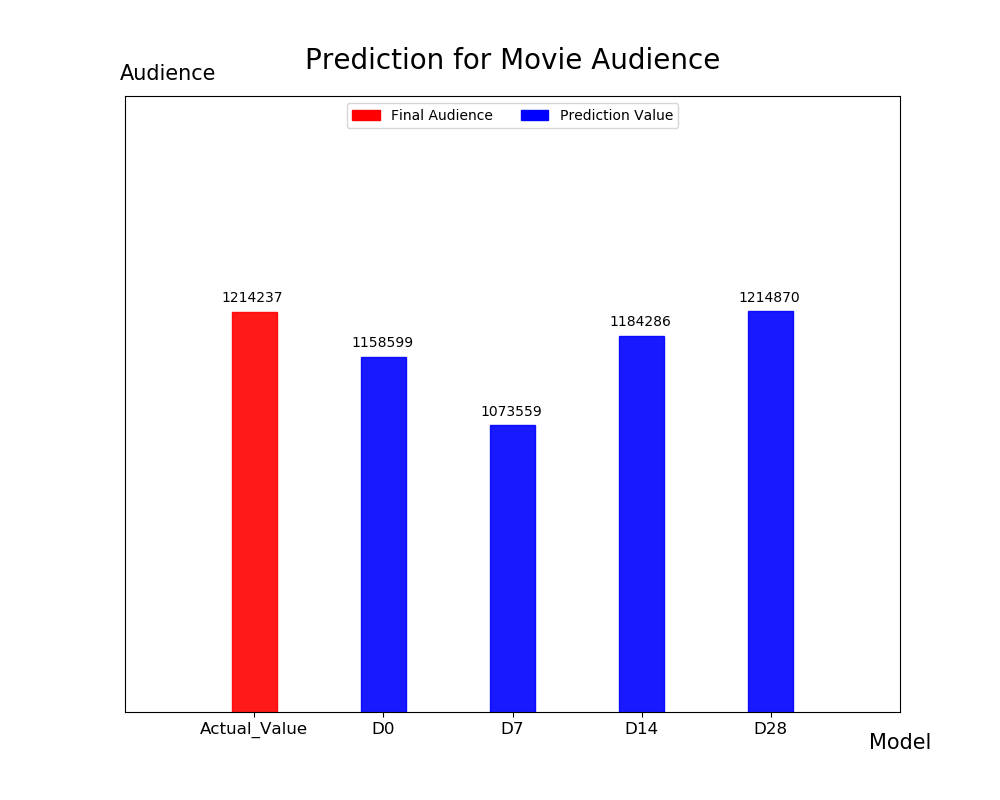 Prediction for Movie Audience
Audience
Final Audience Prediction Value
1214237
1158599
1073559
1184286
1214870
Actual_Value D0 D7 D14 D28
Model